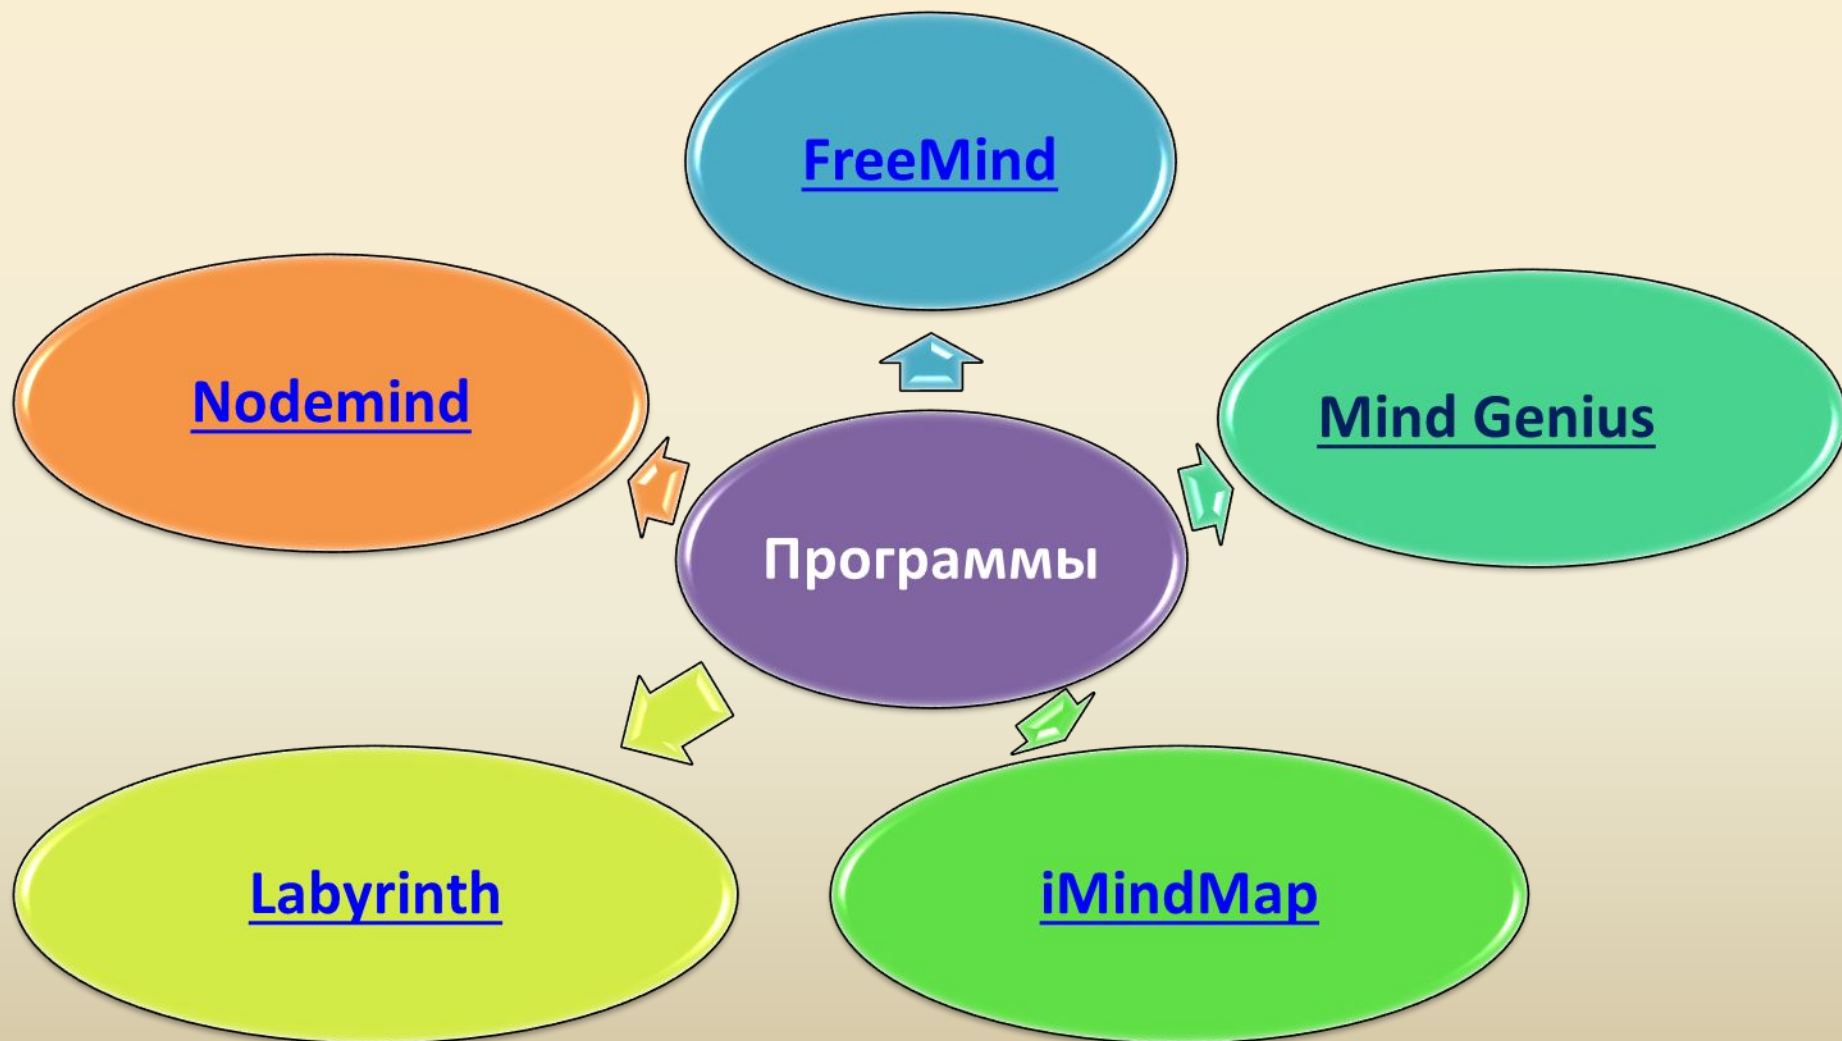 FreeMind
Nodemind
Mind Genius
Программы
Labyrinth
iMindMap